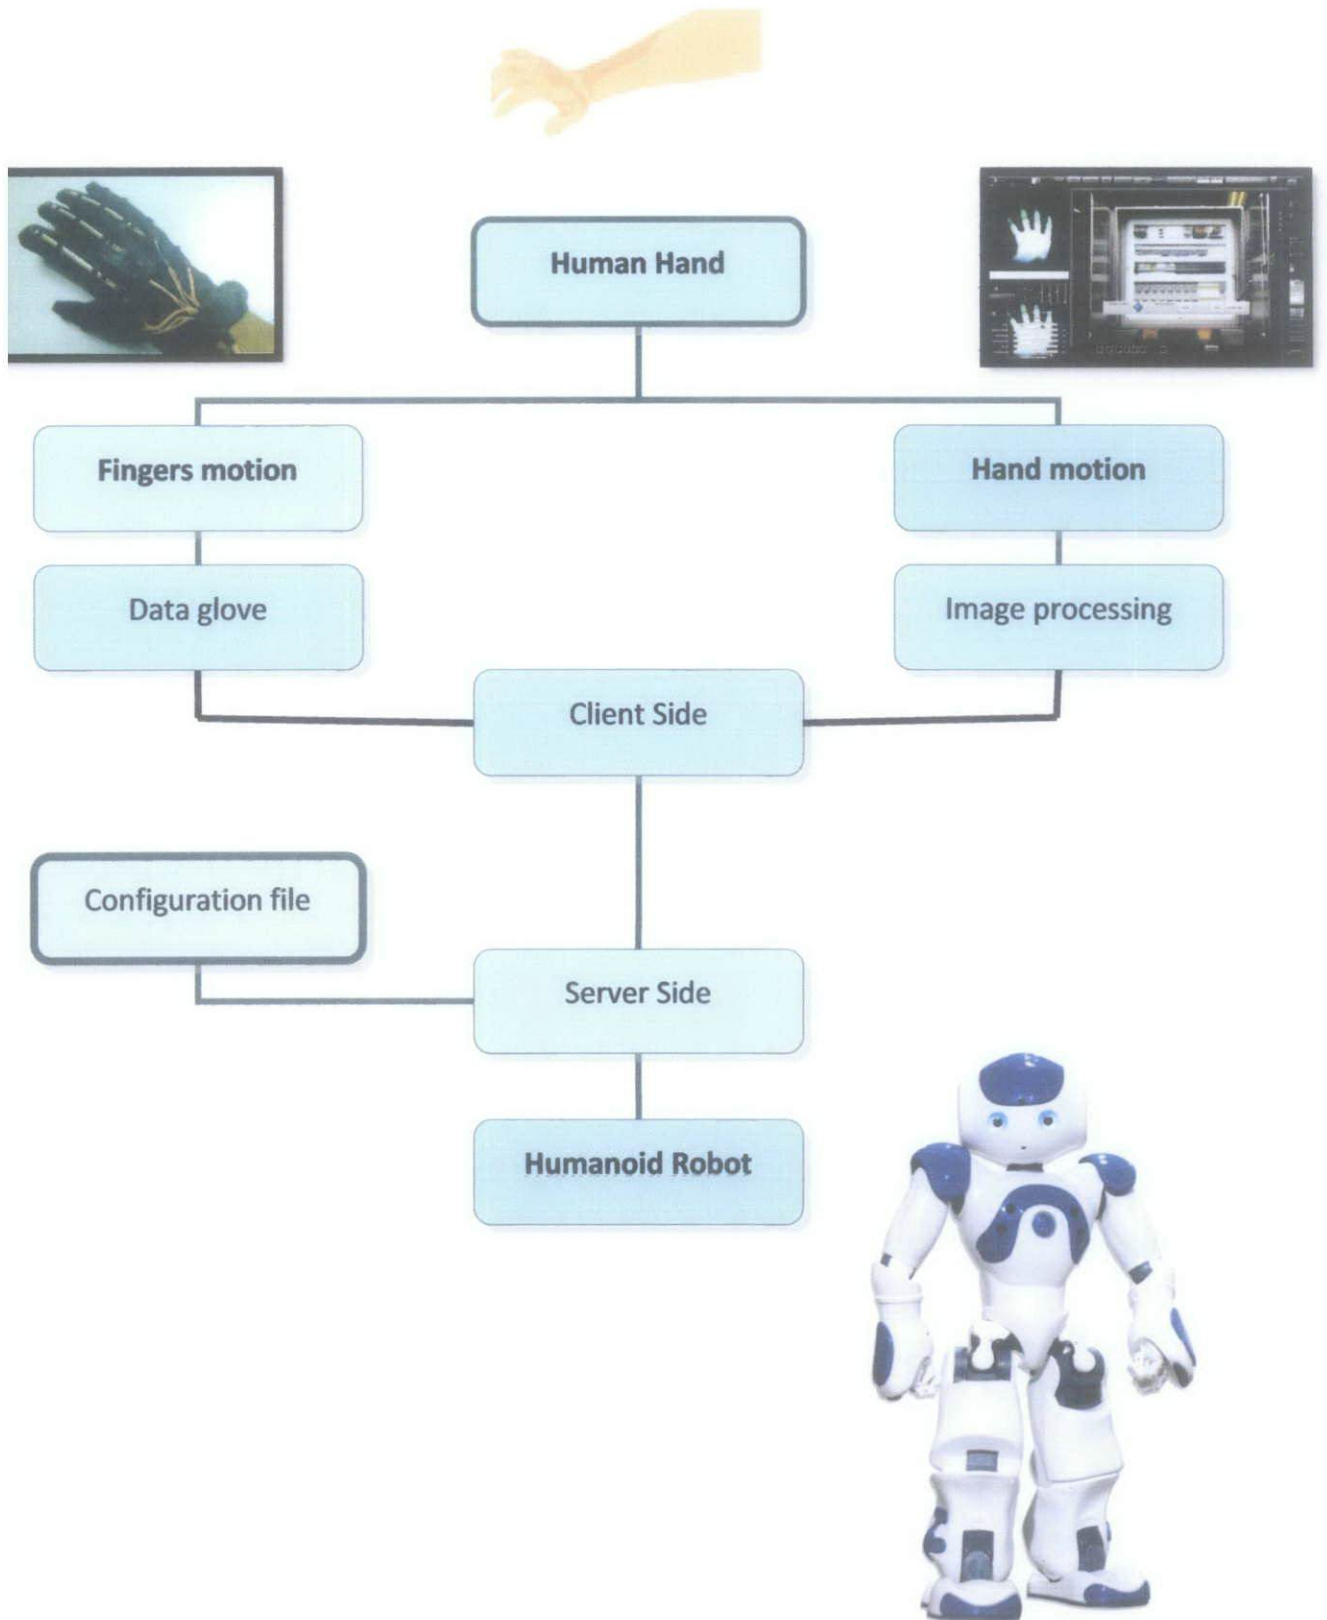 Human Hand
Fingers motion
Hand motion
Data glove
Image processing
Client Side
Configuration file
Server Side
Humanoid Robot